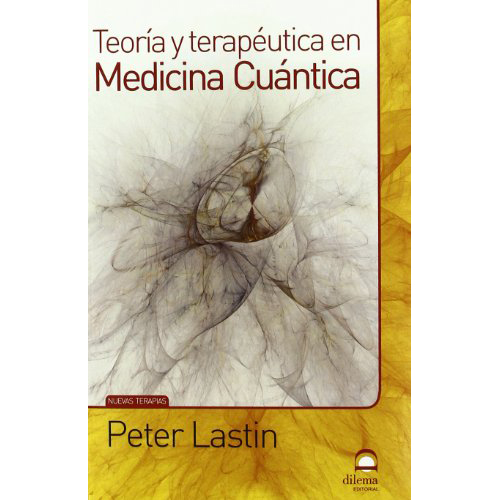 Teoría y terapéutica en
Medicina Cuántica
NUEVAS TERAPIAS
Peter Lastin
dilema
EDITORIAL